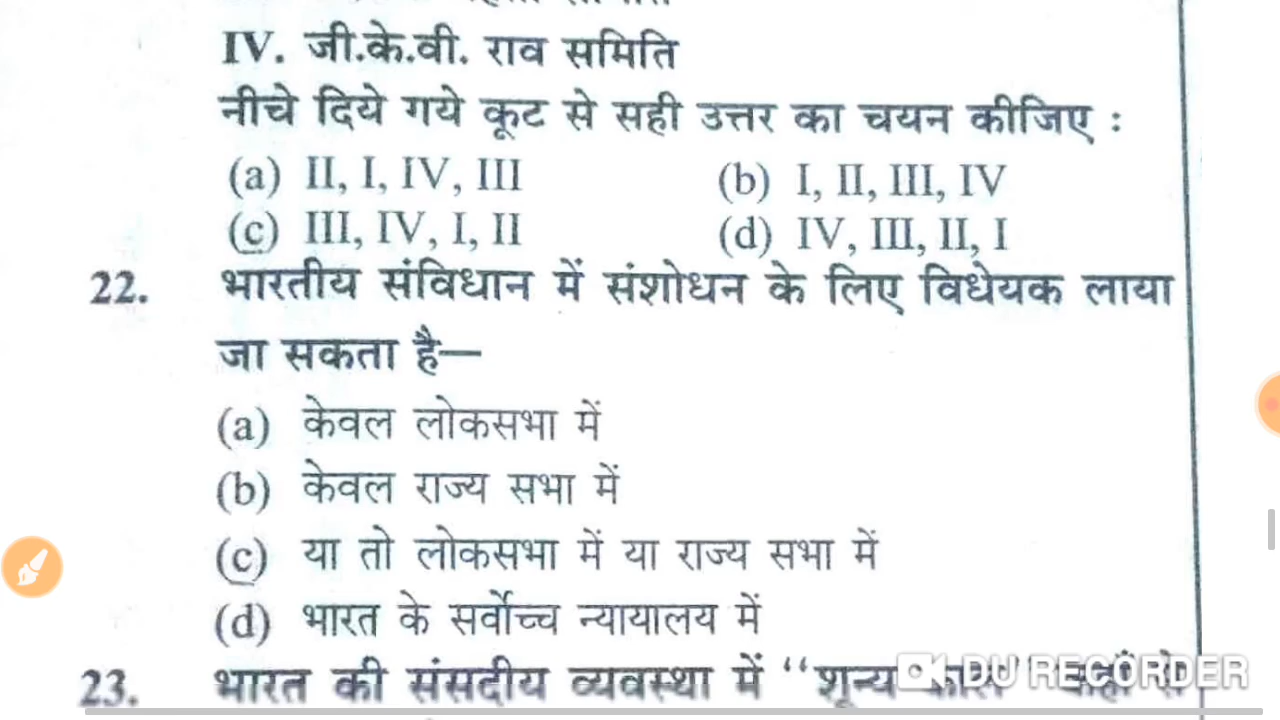 IV. जी.के.वी. राव समिति
नीचे दिये गये कूट से सही उत्तर का चयन कीजिए :
(a) II, I, IV, III (b) I, II, III, IV
(c) III, IV, I, II (d) IV, III, II, I
22. भारतीय संविधान में संशोधन के लिए विधेयक लाया
जा सकता है—
(a) केवल लोकसभा में
(b) केवल राज्य सभा में
(c) या तो लोकसभा में या राज्य सभा में
(d) भारत के सर्वोच्च न्यायालय में
23. भारत की संसदीय व्यवस्था में "शून्य से
DU RECORDER